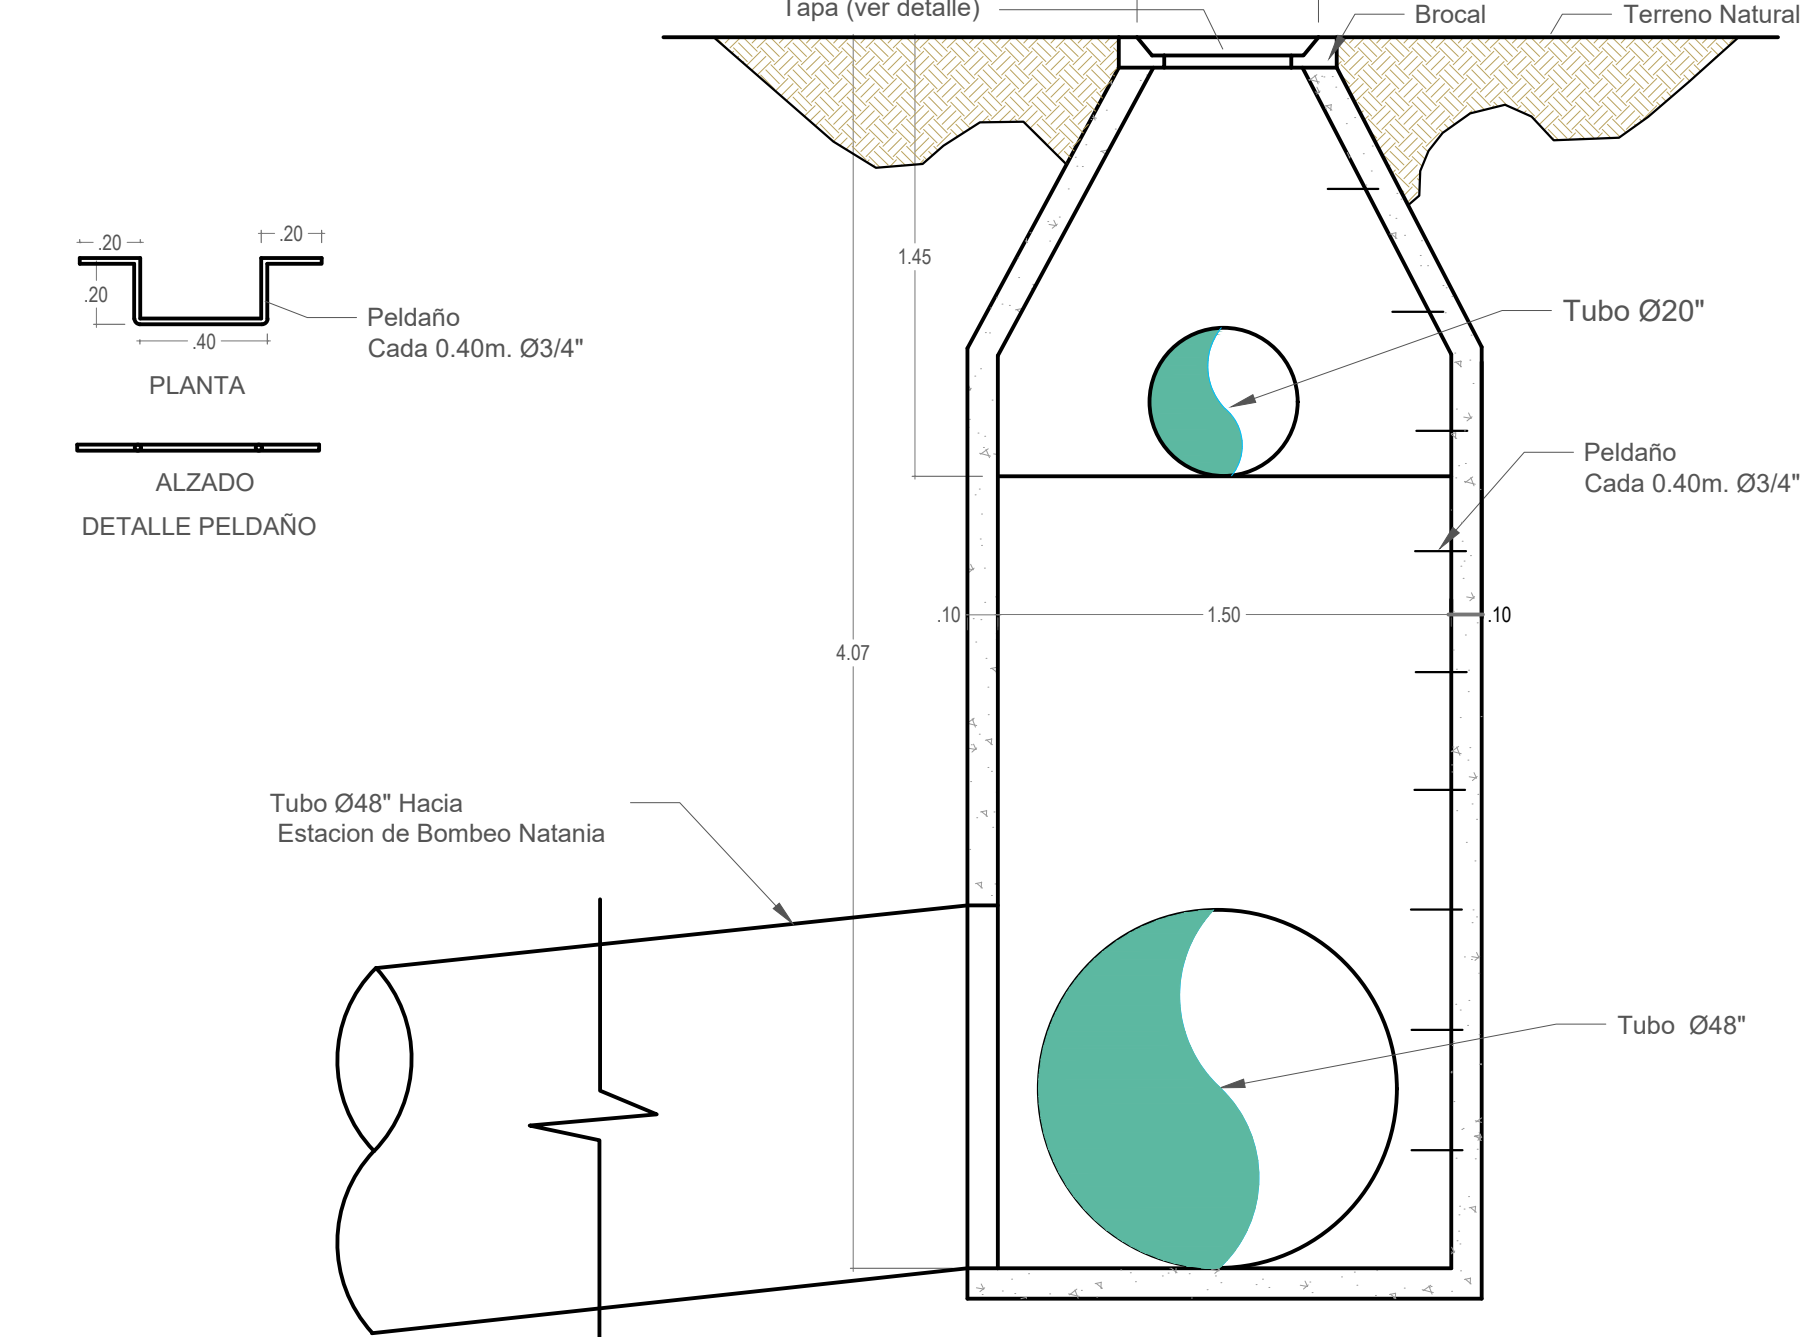 Tapa (ver detalle)
Brocal
Terreno Natural
.20
.20
.20
.40
Peldaño
Cada 0.40m. Ø3/4"
PLANTA
ALZADO
DETALLE PELDAÑO
1.45
Tubo Ø20"
Peldaño
Cada 0.40m. Ø3/4"
.10
1.50
.10
4.07
Tubo Ø48" Hacia
Estacion de Bombeo Natania
Tubo Ø48"